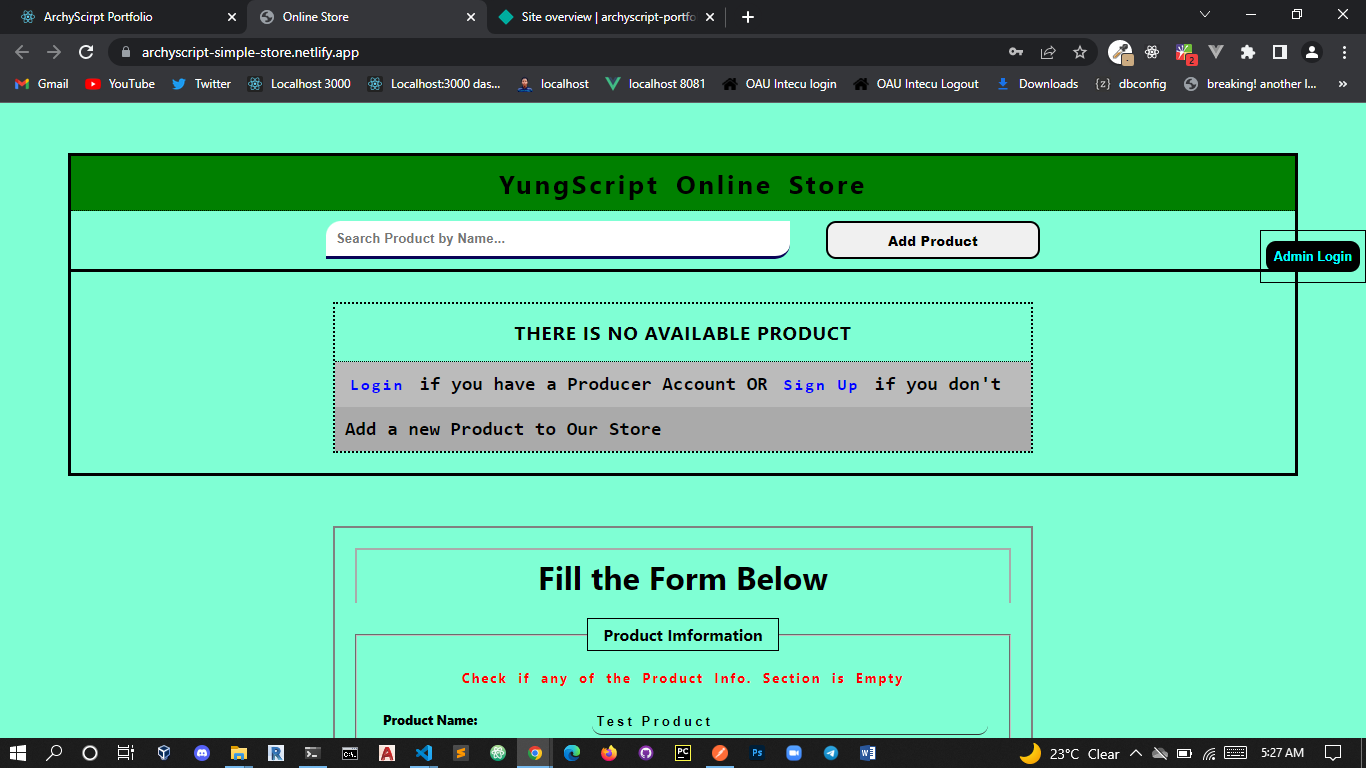 ArchyScirpt Portfolio
Online Store
Site overview | archyscript-portfo
archyscript-simple-store.netlify.app
2
Gmail
YouTube
Twitter
Localhost 3000
Localhost:3000 das...
localhost
localhost 8081
OAU Intecu login
OAU Intecu Logout
Downloads
{z}
dbconfig
breaking! another l...
»
YungScript Online Store
Search Product by Name...
Add Product
Admin Login
THERE IS NO AVAILABLE PRODUCT
Login if you have a Producer Account OR Sign Up if you don't
Add a new Product to Our Store
Fill the Form Below
Product Imformation
Check if any of the Product Info. Section is Empty
Product Name:
Test Product
23°C Clear
5:27 AM